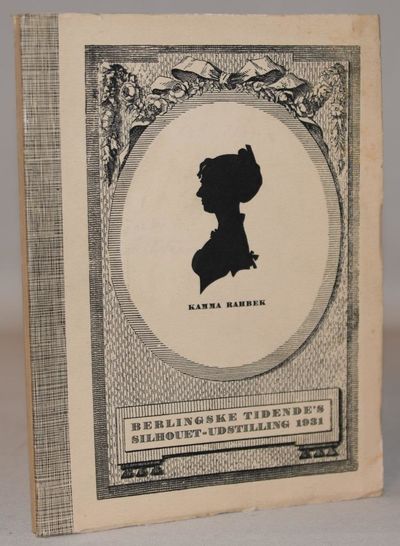 KAMMA RAHBEK
BERLINGSKE TIDENDE'S
SILHOUET-UDSTILLING 1931